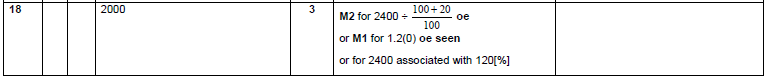 18 2000 3 M2 for 2400 ÷ (100 + 20)/100 oe
or M1 for 1.2(0) oe seen
or for 2400 associated with 120[%]